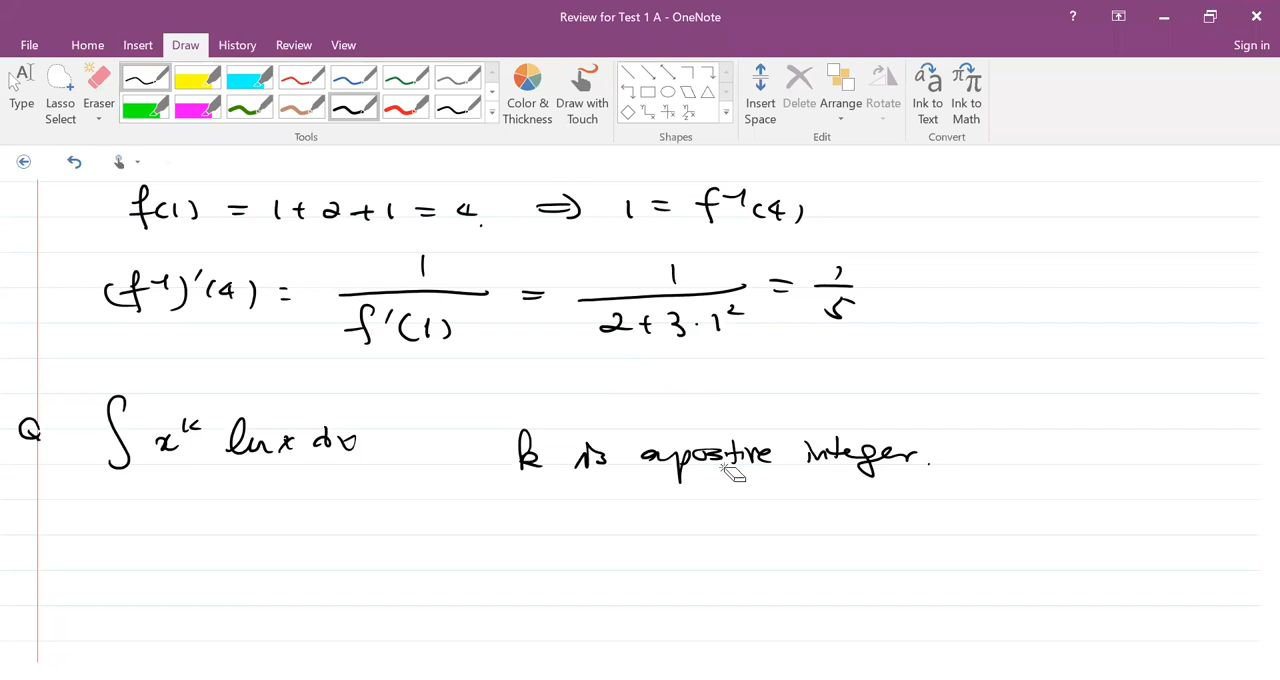 Review for Test 1 A - OneNote
?
File Home Insert Draw History Review View Sign in
Type Lasso Select Eraser Color & Thickness Draw with Touch Insert Space Delete Arrange Rotate Ink to Text Ink to Math
Tools Shapes Edit Convert
f(1) = 1 + 2 + 1 = 4. ⟹ 1 = f⁻¹(4)
(f⁻¹)'(4) = 1 / f'(1) = 1 / (2 + 3 · 1²) = 1/5
Q ∫ x^k ln x dx k is a postive integer.